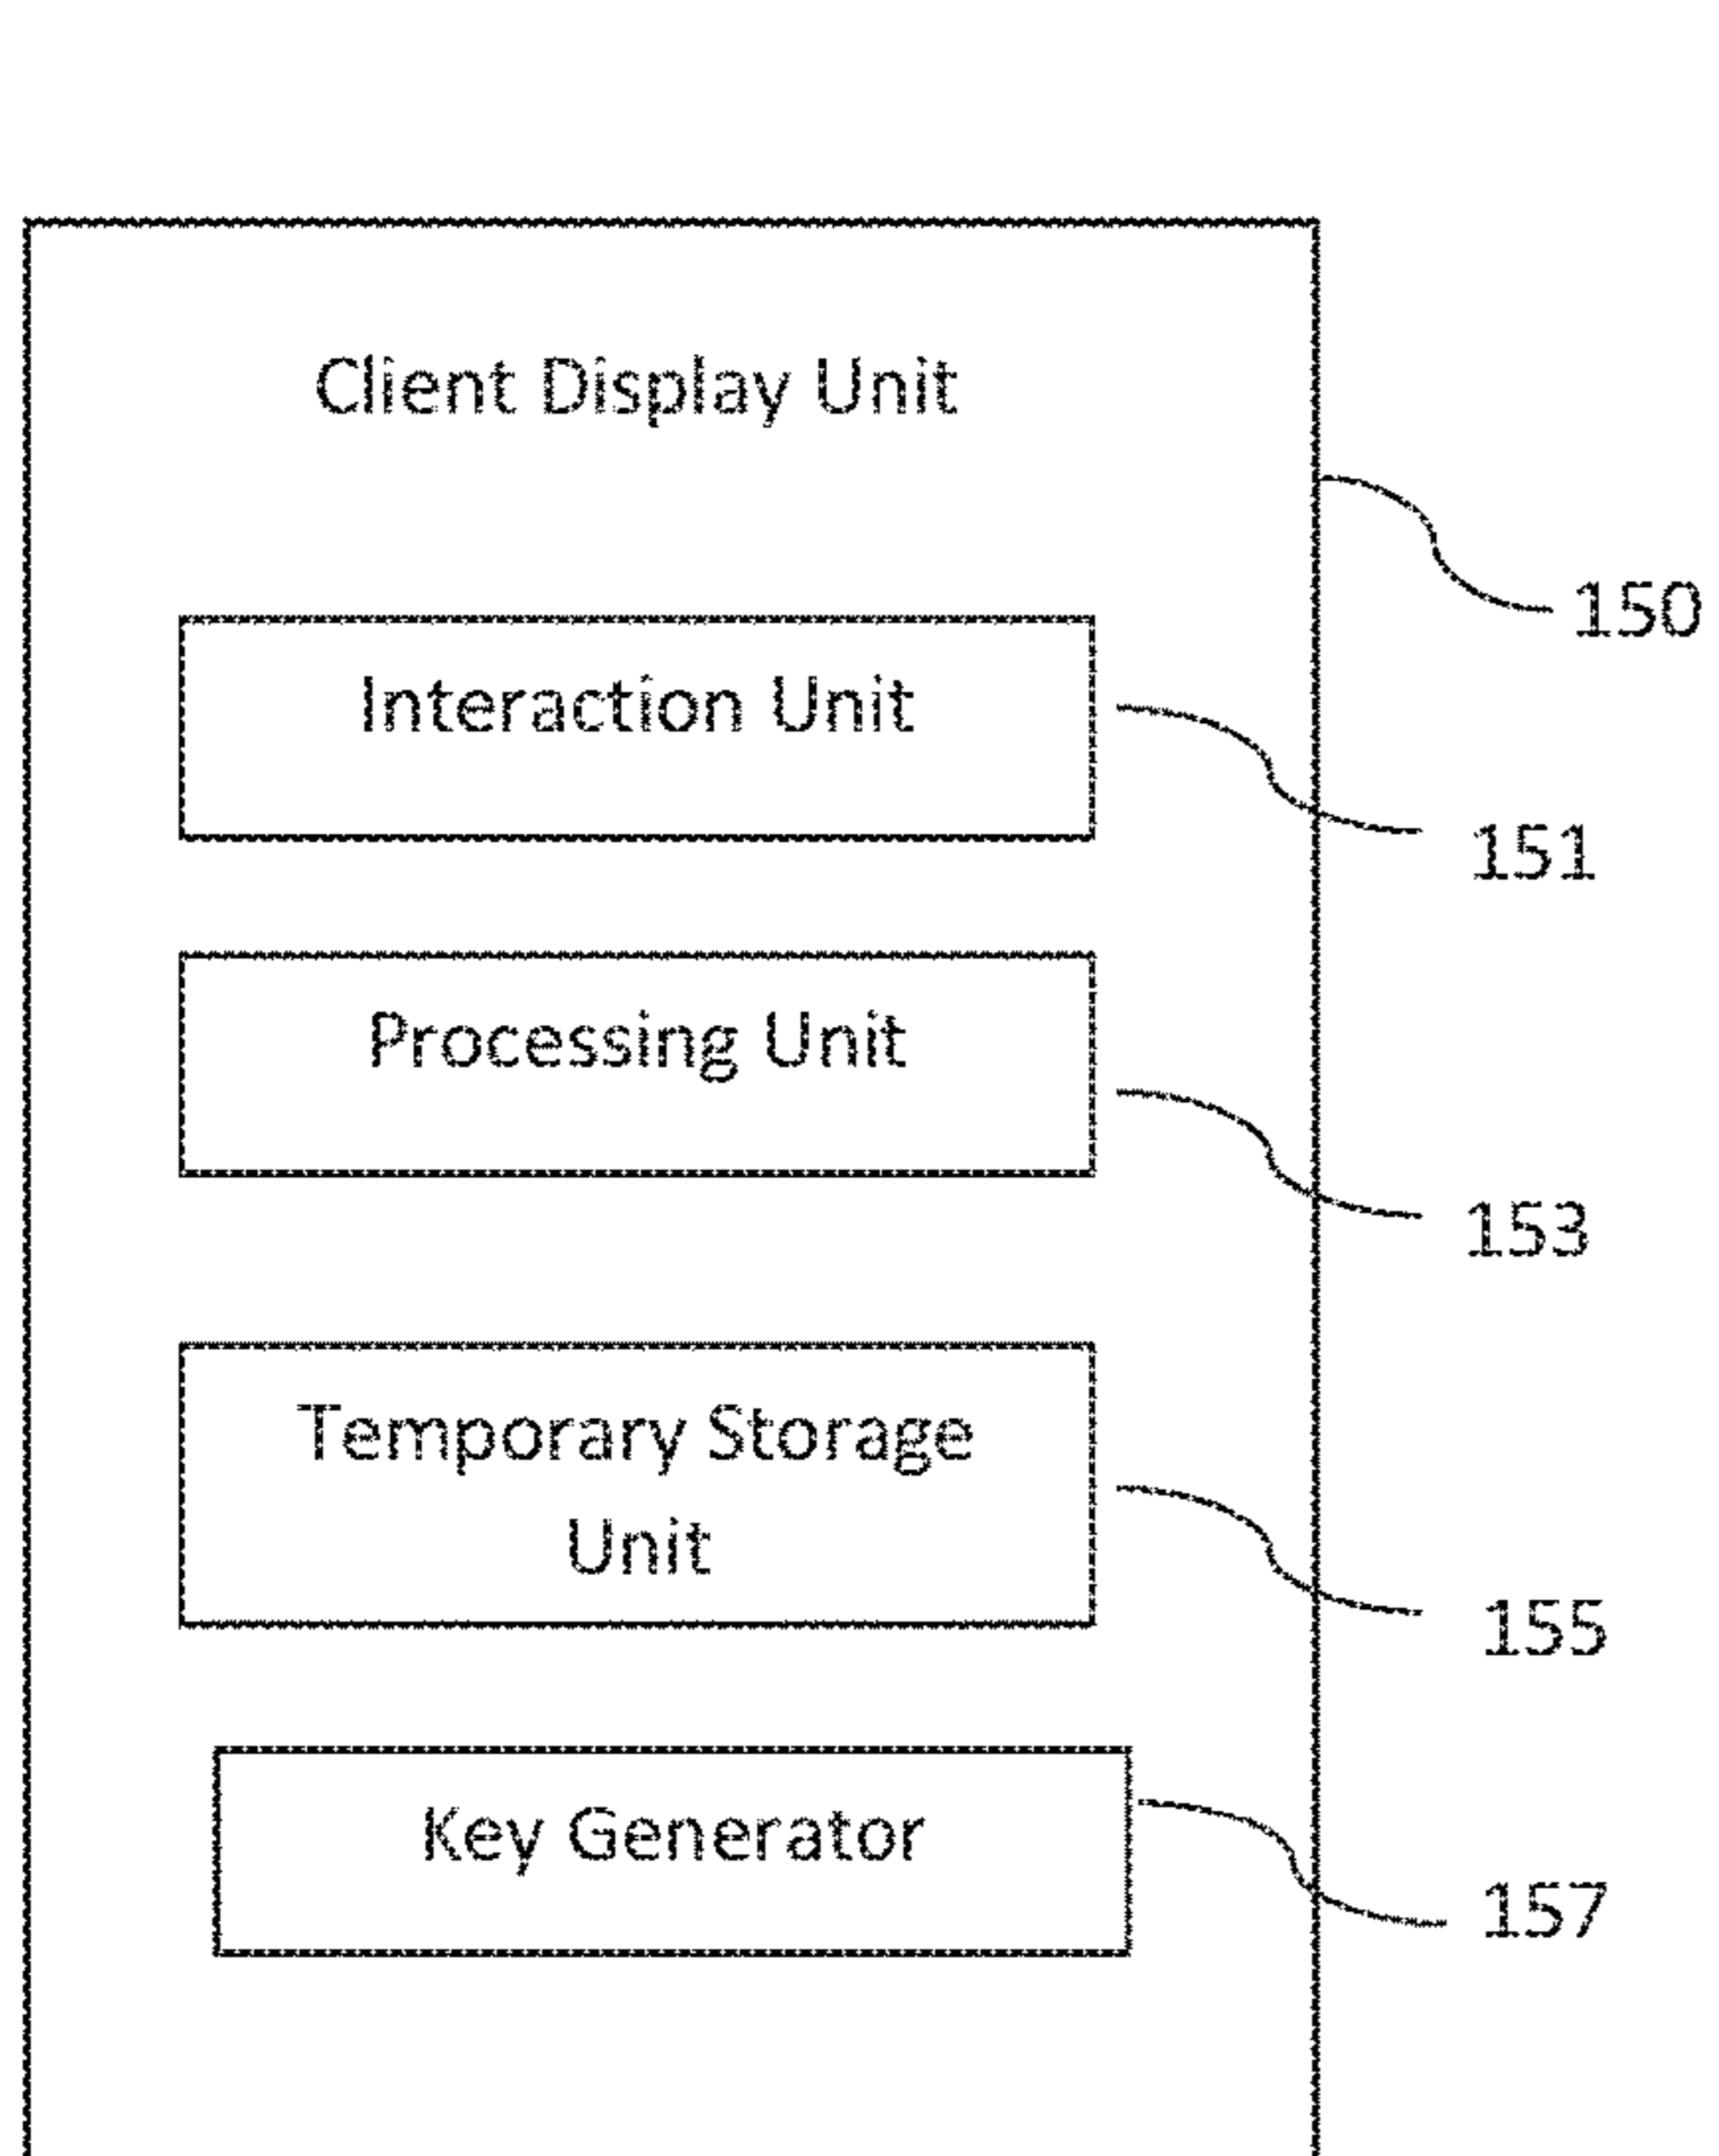 Client Display Unit
150
Interaction Unit
151
Processing Unit
153
Temporary Storage
Unit
155
Key Generator
157